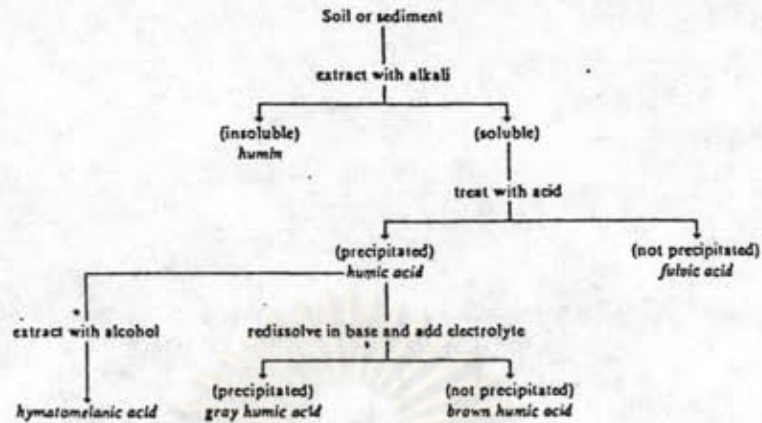 Soil or sediment
extract with alkali
(insoluble) (soluble)
humin
treat with acid
(precipitated) (not precipitated)
humic acid fulvic acid
extract with alcohol redissolve in base and add electrolyte
(precipitated) (not precipitated)
hymatomelanic acid gray humic acid brown humic acid